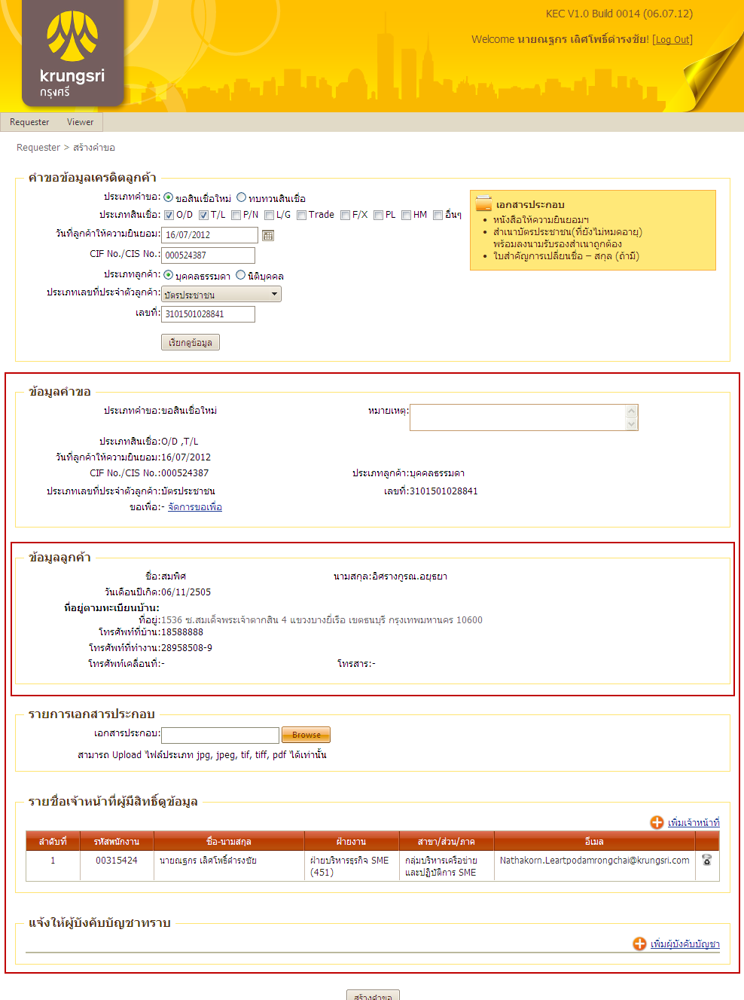 KEC V1.0 Build 0014 (06.07.12)
Welcome นายณฐกร เลิศโพธิ์ดำรงชัย! [Log Out]
krungsri
กรุงศรี
Requester Viewer
Requester > สร้างคำขอ
คำขอข้อมูลเครดิตลูกค้า
ประเภทคำขอ: ขอสินเชื่อใหม่ ทบทวนสินเชื่อ
ประเภทสินเชื่อ: O/D T/L P/N L/G Trade F/X PL HM อื่นๆ
วันที่ลูกค้าให้ความยินยอม: 16/07/2012
CIF No./CIS No.: 000524387
ประเภทลูกค้า: บุคคลธรรมดา นิติบุคคล
ประเภทเลขที่ประจำตัวลูกค้า: บัตรประชาชน
เลขที่: 3101501028841
เรียกดูข้อมูล
เอกสารประกอบ
• หนังสือให้ความยินยอมฯ
• สำเนาบัตรประชาชน(ที่ยังไม่หมดอายุ)
พร้อมลงนามรับรองสำเนาถูกต้อง
• ใบสำคัญการเปลี่ยนชื่อ – สกุล (ถ้ามี)
ข้อมูลคำขอ
ประเภทคำขอ:ขอสินเชื่อใหม่ หมายเหตุ:
ประเภทสินเชื่อ:O/D ,T/L
วันที่ลูกค้าให้ความยินยอม:16/07/2012
CIF No./CIS No.:000524387 ประเภทลูกค้า:บุคคลธรรมดา
ประเภทเลขที่ประจำตัวลูกค้า:บัตรประชาชน เลขที่:3101501028841
ขอเพื่อ:- จัดการขอเพื่อ
ข้อมูลลูกค้า
ชื่อ:สมพิศ นามสกุล:อิศรางกูรณ.อยุธยา
วันเดือนปีเกิด:06/11/2505
ที่อยู่ตามทะเบียนบ้าน:
ที่อยู่:1536 ซ.สมเด็จพระเจ้าตากสิน 4 แขวงบางยี่เรือ เขตธนบุรี กรุงเทพมหานคร 10600
โทรศัพท์ที่บ้าน:18588888
โทรศัพท์ที่ทำงาน:28958508-9
โทรศัพท์เคลื่อนที่:- โทรสาร:-
รายการเอกสารประกอบ
เอกสารประกอบ: Browse
สามารถ Upload ไฟล์ประเภท jpg, jpeg, tif, tiff, pdf ได้เท่านั้น
รายชื่อเจ้าหน้าที่ผู้มีสิทธิ์ดูข้อมูล
เพิ่มเจ้าหน้าที่
ลำดับที่ รหัสพนักงาน ชื่อ-นามสกุล ฝ่ายงาน สาขา/ส่วน/ภาค อีเมล
1 00315424 นายณฐกร เลิศโพธิ์ดำรงชัย ฝ่ายบริหารธุรกิจ SME กลุ่มบริหารเครือข่าย Nathakorn.Leartpodamrongchai@krungsri.com
(451) และปฏิบัติการ SME
แจ้งให้ผู้บังคับบัญชาทราบ
เพิ่มผู้บังคับบัญชา
สร้างคำขอ